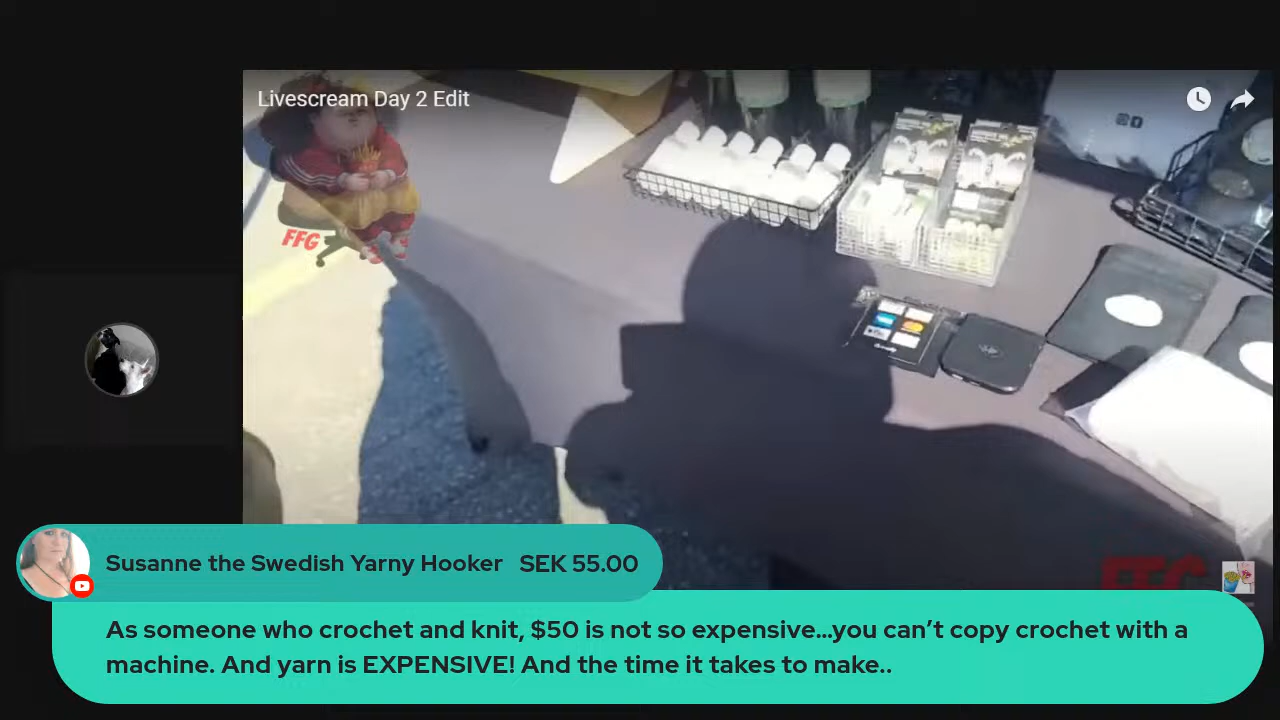 Livescream Day 2 Edit
FFG
FFG
Susanne the Swedish Yarny Hooker SEK 55.00
As someone who crochet and knit, $50 is not so expensive...you can’t copy crochet with a
machine. And yarn is EXPENSIVE! And the time it takes to make..